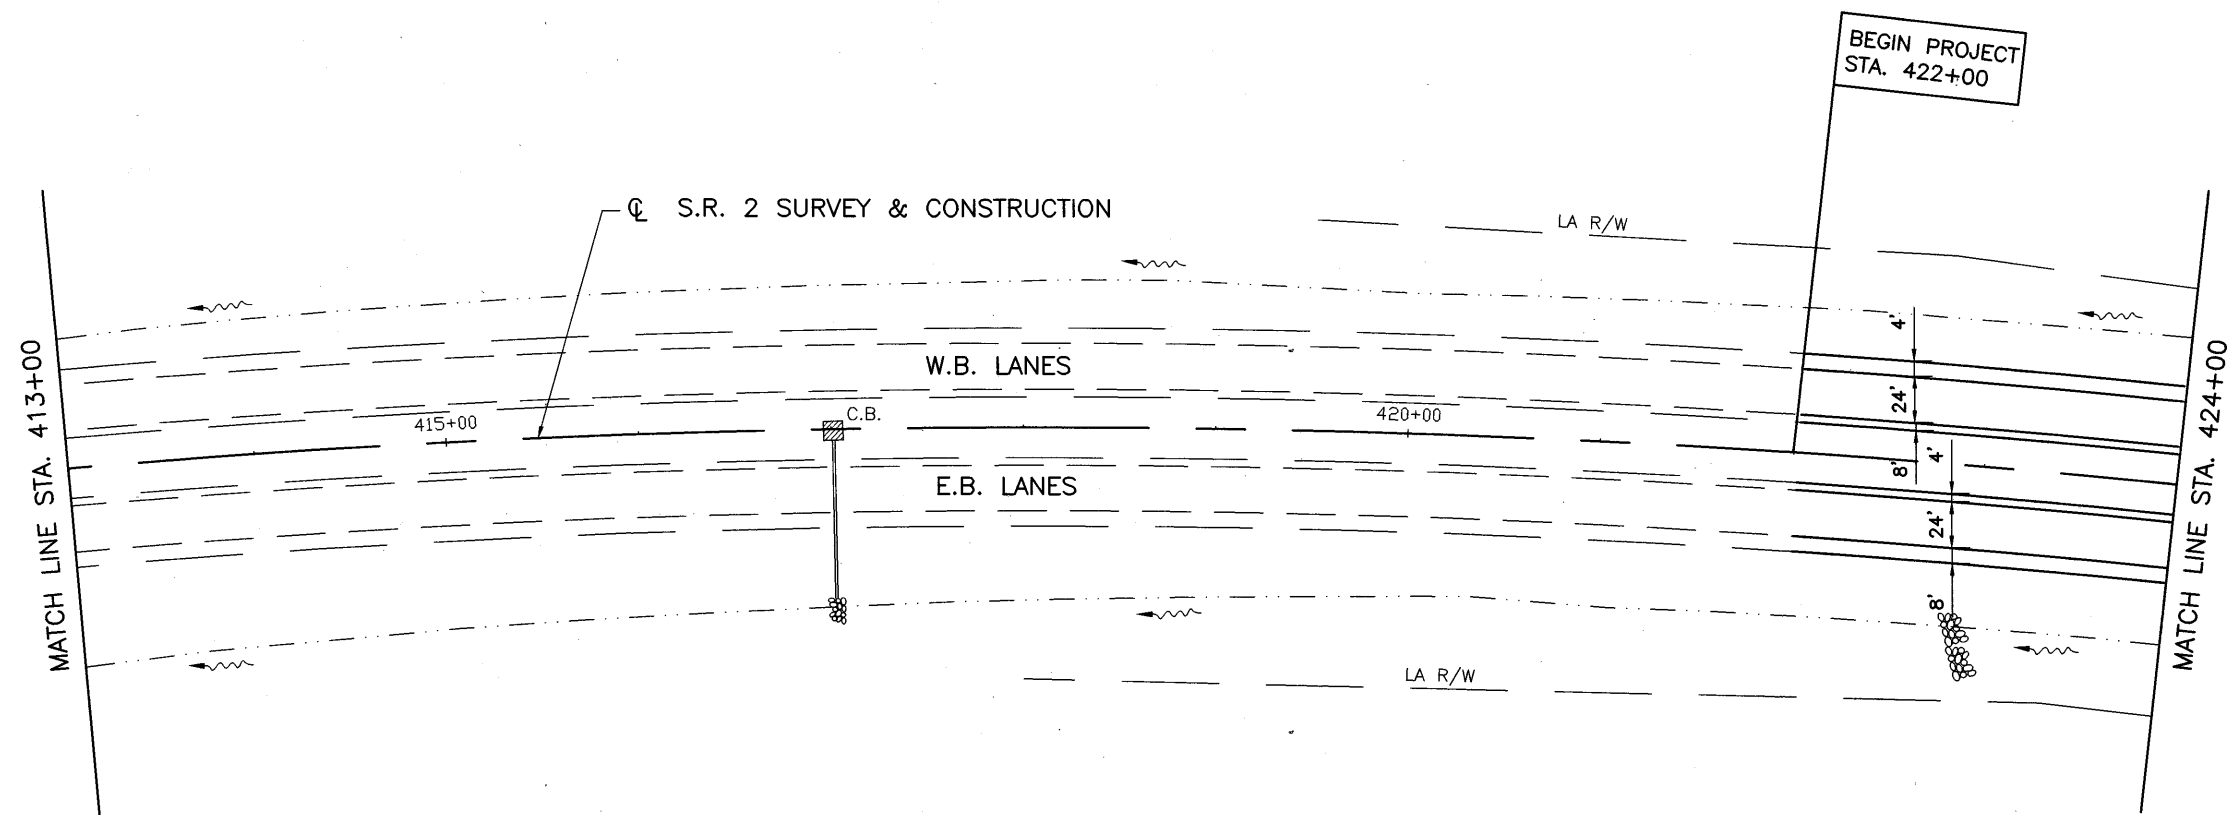 BEGIN PROJECT
STA. 422+00
℄ S.R. 2 SURVEY & CONSTRUCTION
LA R/W
MATCH LINE STA. 413+00
W.B. LANES
415+00
C.B.
420+00
E.B. LANES
4'
24'
8'
4'
24'
8'
LA R/W
MATCH LINE STA. 424+00